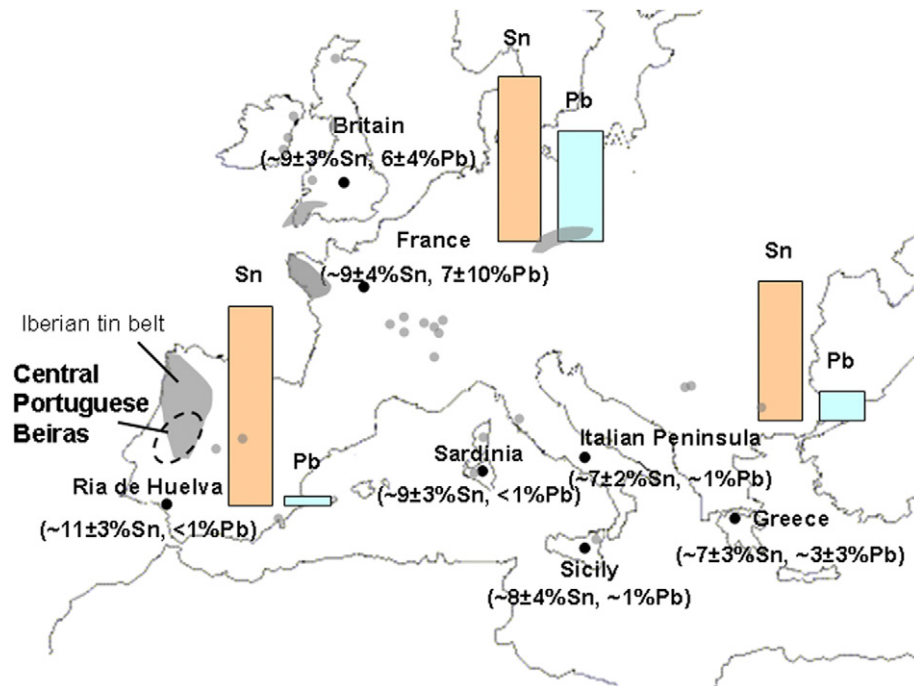 Sn
Pb
Britain
(~9±3%Sn, 6±4%Pb)
France
(~9±4%Sn, 7±10%Pb)
Sn
Sn
Iberian tin belt
Pb
Central
Portuguese
Beiras
Italian Peninsula
(~7±2%Sn, ~1%Pb)
Sardinia
(~9±3%Sn, <1%Pb)
Pb
Ria de Huelva
(~11±3%Sn, <1%Pb)
Greece
(~7±3%Sn, ~3±3%Pb)
Sicily
(~8±4%Sn, ~1%Pb)